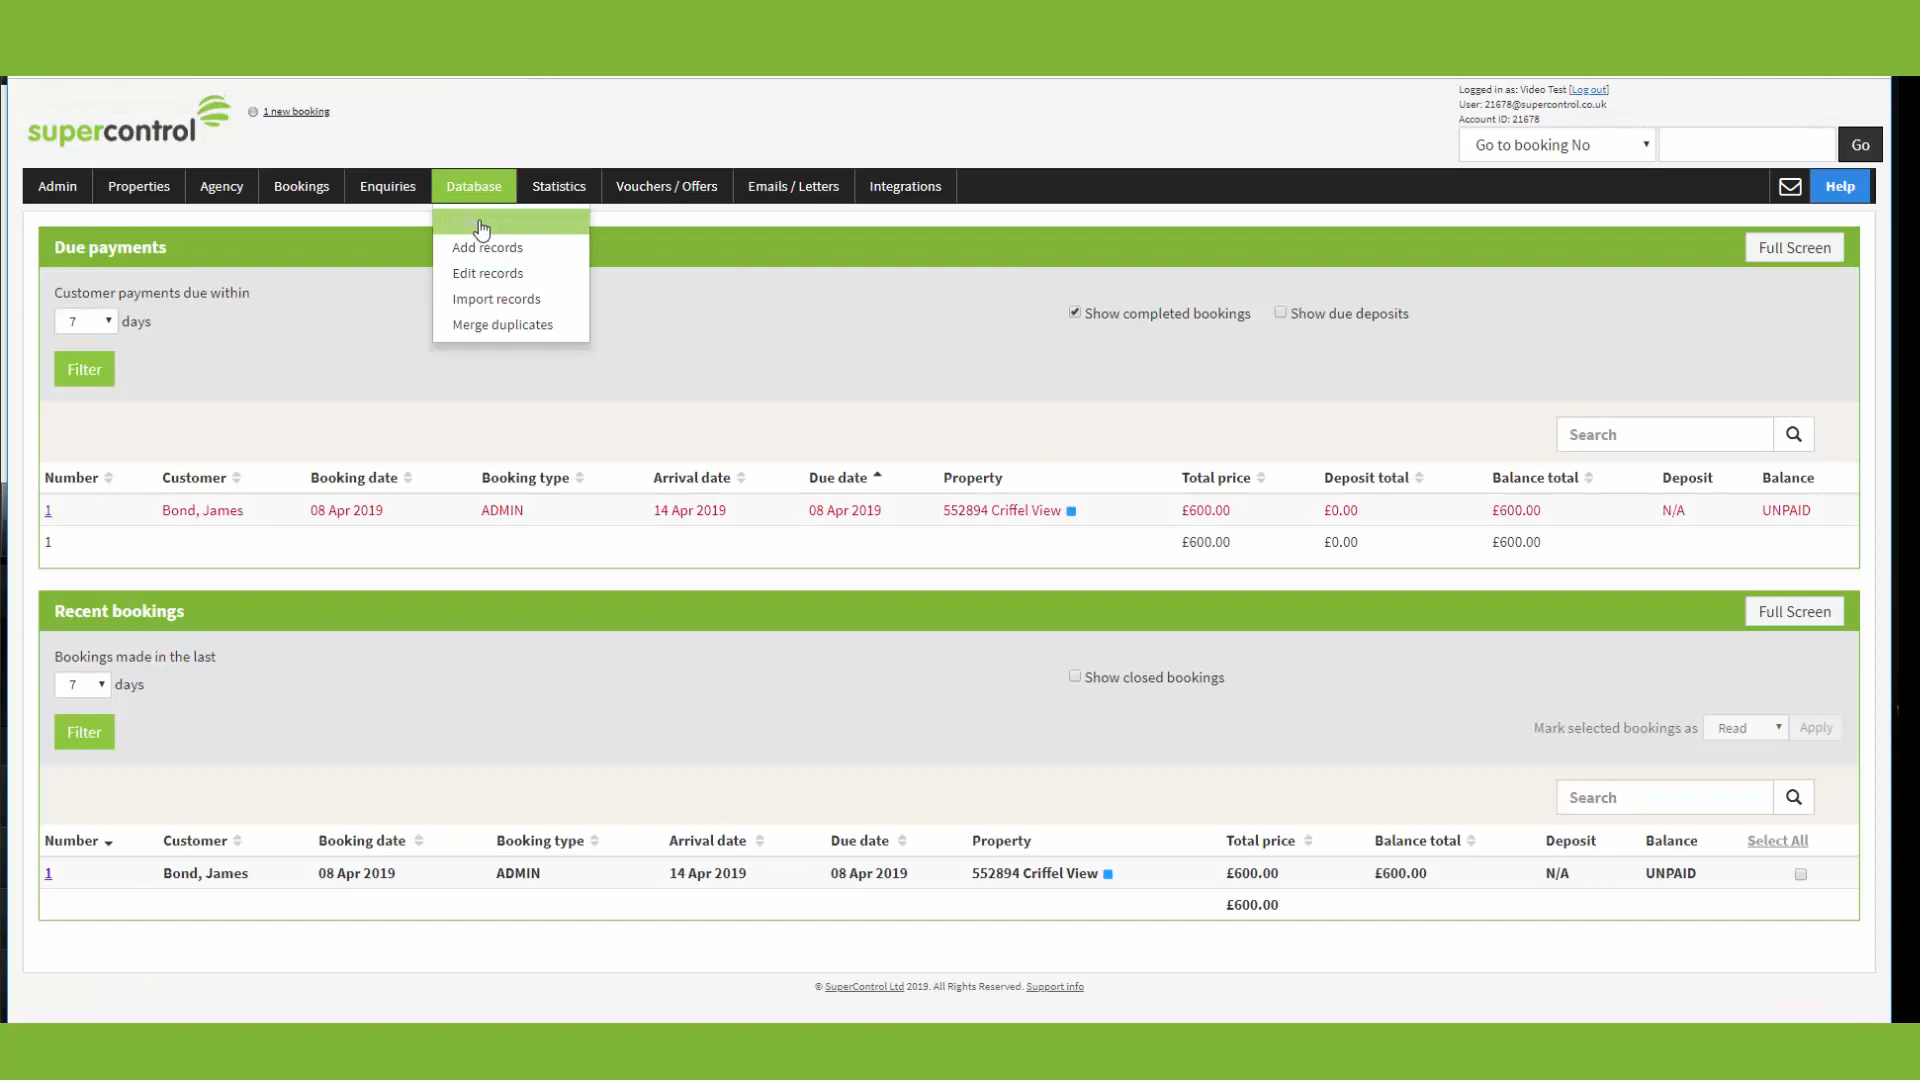 supercontrol
1 new booking
Logged in as: Video Test [Log out]
User: 21678@supercontrol.co.uk
Account ID: 21678
Go to booking No
Go
Admin Properties Agency Bookings Enquiries Database Statistics Vouchers / Offers Emails / Letters Integrations Help
Add records
Edit records
Import records
Merge duplicates
Due payments Full Screen
Customer payments due within
7 days
Show completed bookings Show due deposits
Filter
Search
Number Customer Booking date Booking type Arrival date Due date Property Total price Deposit total Balance total Deposit Balance
1 Bond, James 08 Apr 2019 ADMIN 14 Apr 2019 08 Apr 2019 552894 Criffel View £600.00 £0.00 £600.00 N/A UNPAID
1 £600.00 £0.00 £600.00
Recent bookings Full Screen
Bookings made in the last
7 days
Show closed bookings
Filter
Mark selected bookings as Read Apply
Search
Number Customer Booking date Booking type Arrival date Due date Property Total price Balance total Deposit Balance Select All
1 Bond, James 08 Apr 2019 ADMIN 14 Apr 2019 08 Apr 2019 552894 Criffel View £600.00 £600.00 N/A UNPAID
£600.00
© SuperControl Ltd 2019. All Rights Reserved. Support info